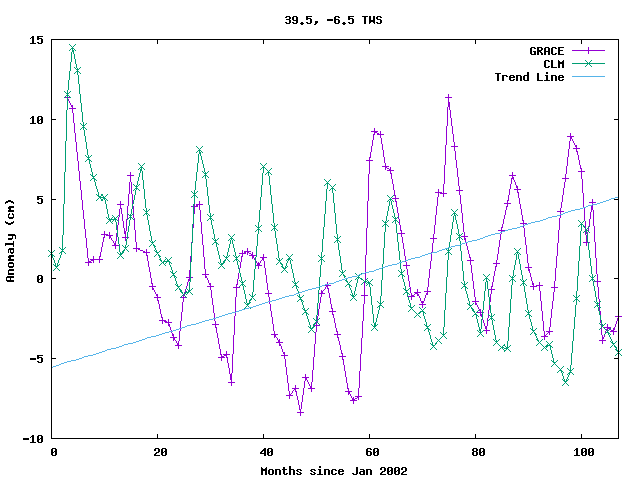 39.5, -6.5 TWS
GRACE
CLM
Trend Line
15
10
5
0
-5
-10
Anomaly (cm)
0 20 40 60 80 100
Months since Jan 2002